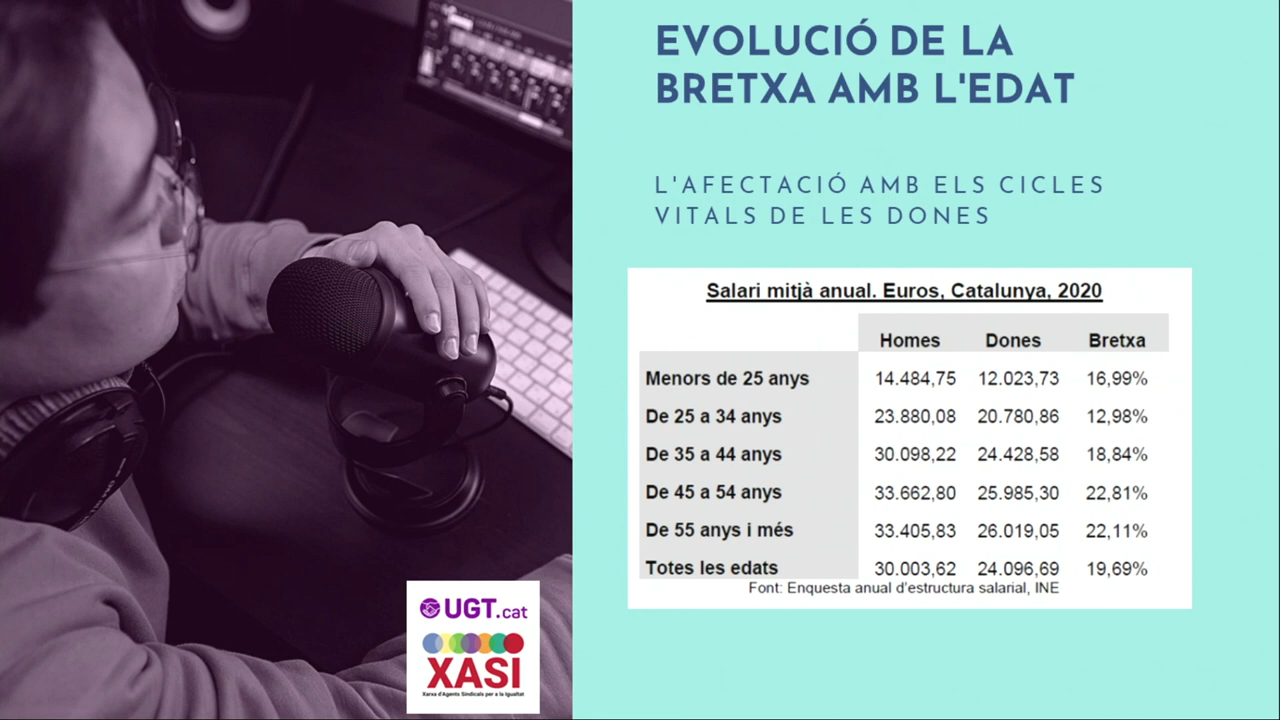 EVOLUCIÓ DE LA
BRETXA AMB L'EDAT
L'AFECTACIÓ AMB ELS CICLES
VITALS DE LES DONES
Salari mitjà anual. Euros, Catalunya, 2020
Homes Dones Bretxa
Menors de 25 anys 14.484,75 12.023,73 16,99%
De 25 a 34 anys 23.880,08 20.780,86 12,98%
De 35 a 44 anys 30.098,22 24.428,58 18,84%
De 45 a 54 anys 33.662,80 25.985,30 22,81%
De 55 anys i més 33.405,83 26.019,05 22,11%
Totes les edats 30.003,62 24.096,69 19,69%
Font: Enquesta anual d'estructura salarial, INE
UGT.cat
XASI
Xarxa d'Agents Sindicals per a la Igualtat